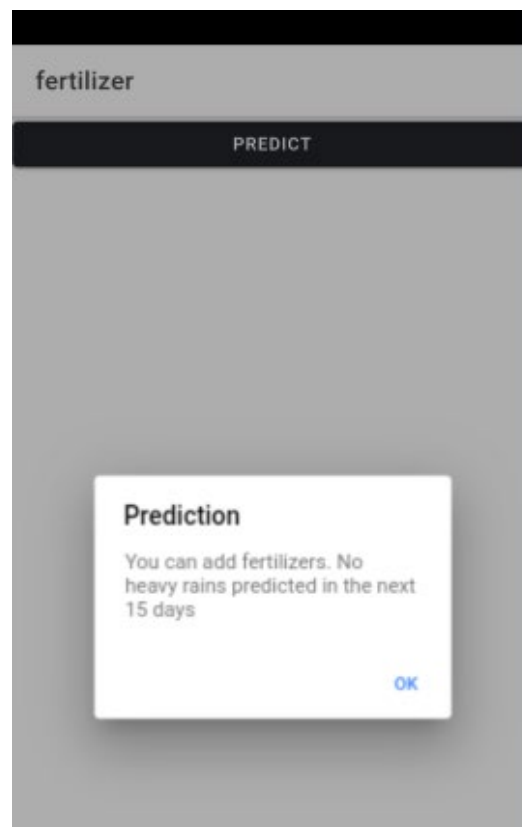 fertilizer
PREDICT
Prediction
You can add fertilizers. No
heavy rains predicted in the next
15 days
OK